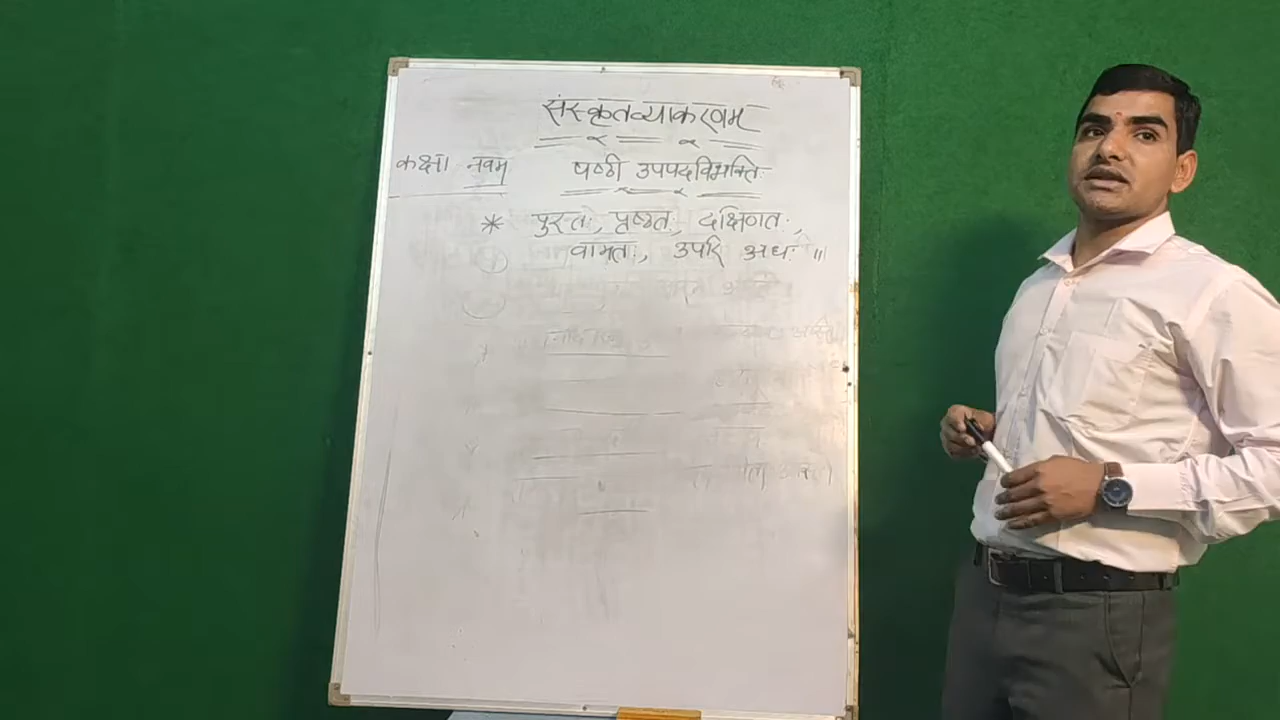 संस्कृतव्याकरणम्
कक्षा - नवम्
षष्ठी उपपदविभक्तिः
* पुरतः, पृष्ठतः, दक्षिणतः,
वामतः, उपरि अधः ॥